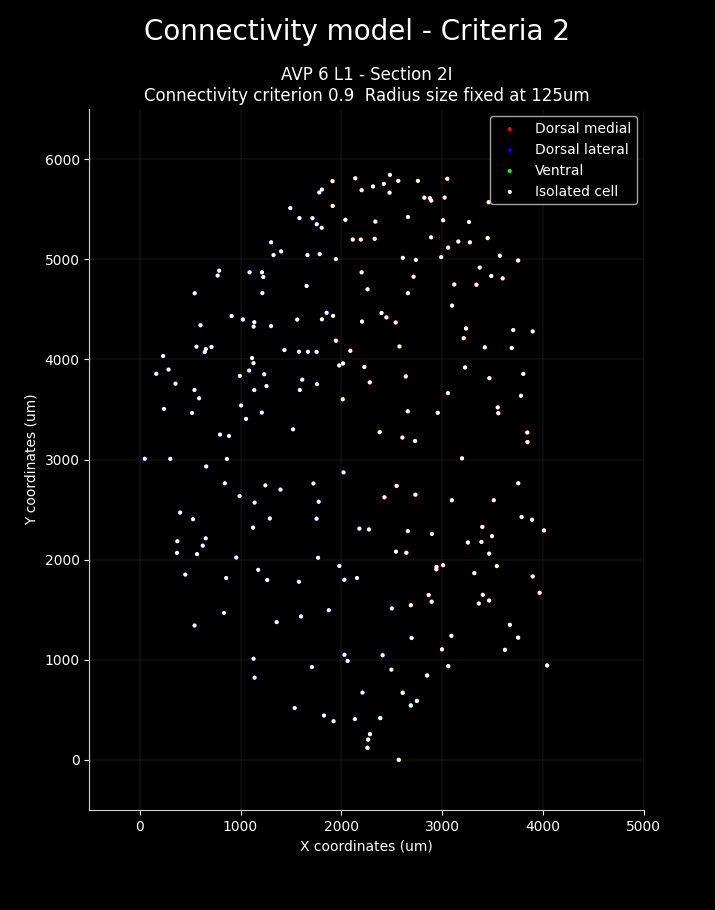 Connectivity model - Criteria 2
AVP 6 L1 - Section 2I
Connectivity criterion 0.9  Radius size fixed at 125um
Dorsal medial
Dorsal lateral
Ventral
Isolated cell
6000
5000
4000
3000
2000
1000
0
Y coordinates (um)
0 1000 2000 3000 4000 5000
X coordinates (um)